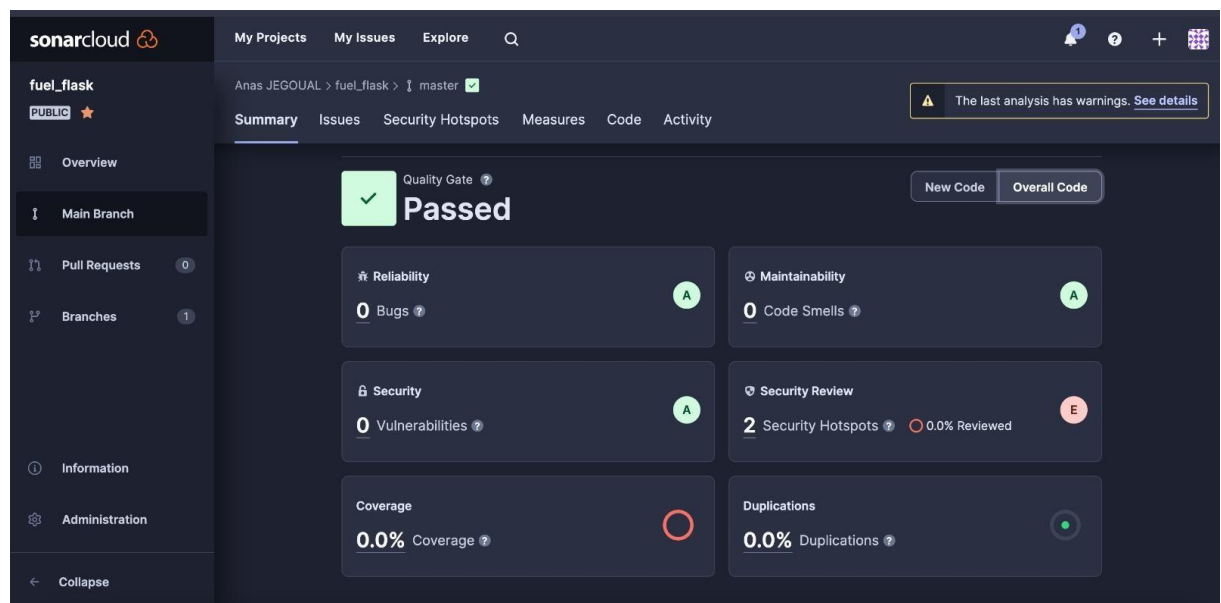 sonarcloud
My Projects My Issues Explore
1
fuel_flask
PUBLIC
Anas JEGOUAL > fuel_flask > master
The last analysis has warnings. See details
Summary Issues Security Hotspots Measures Code Activity
Overview
Main Branch
Pull Requests 0
Branches 1
Information
Administration
Collapse
Quality Gate ?
Passed
New Code Overall Code
Reliability
0 Bugs ?
A
Maintainability
0 Code Smells ?
A
Security
0 Vulnerabilities ?
A
Security Review
2 Security Hotspots ? 0.0% Reviewed
E
Coverage
0.0% Coverage ?
Duplications
0.0% Duplications ?